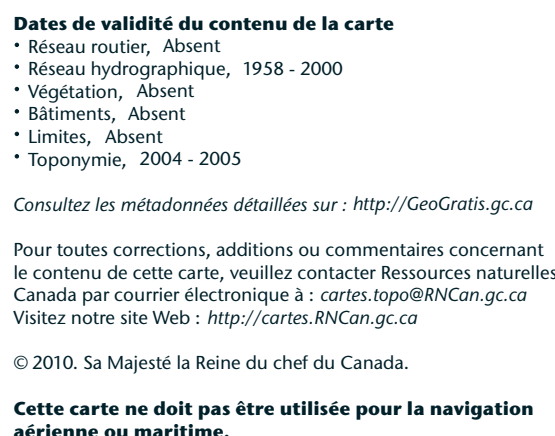 Dates de validité du contenu de la carte
• Réseau routier, Absent
• Réseau hydrographique, 1958 - 2000
• Végétation, Absent
• Bâtiments, Absent
• Limites, Absent
• Toponymie, 2004 - 2005
Consultez les métadonnées détaillées sur : http://GeoGratis.gc.ca
Pour toutes corrections, additions ou commentaires concernant
le contenu de cette carte, veuillez contacter Ressources naturelles
Canada par courrier électronique à : cartes.topo@RNCan.gc.ca
Visitez notre site Web : http://cartes.RNCan.gc.ca
© 2010. Sa Majesté la Reine du chef du Canada.
Cette carte ne doit pas être utilisée pour la navigation
aérienne ou maritime.